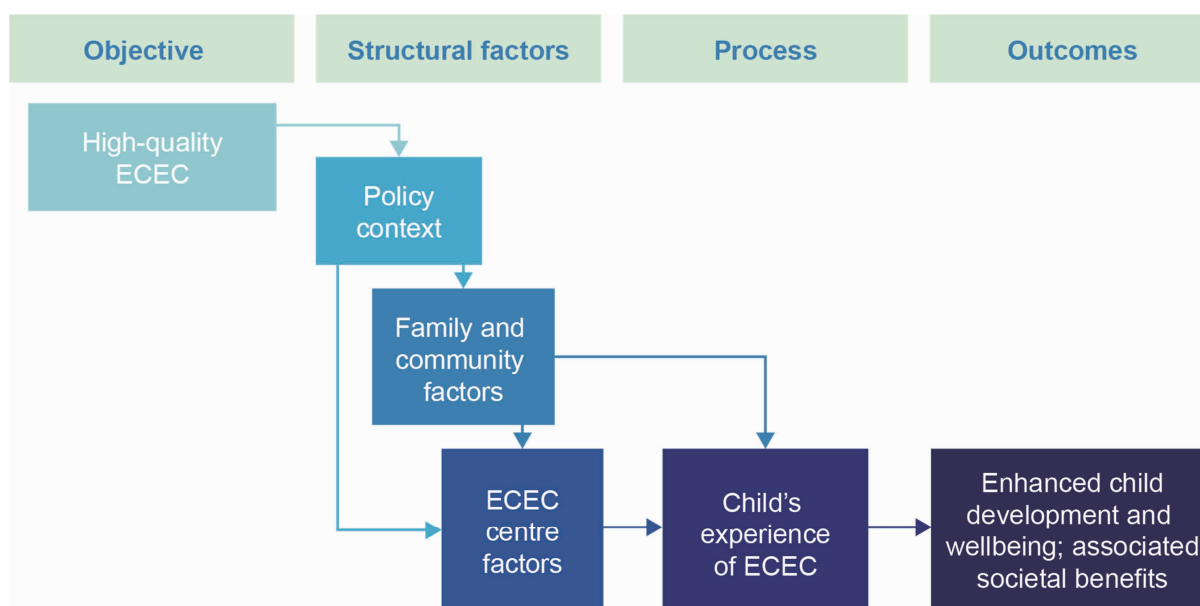 Objective
Structural factors
Process
Outcomes
High-quality
ECEC
Policy
context
Family and
community
factors
ECEC
centre
factors
Child’s
experience
of ECEC
Enhanced child
development and
wellbeing; associated
societal benefits